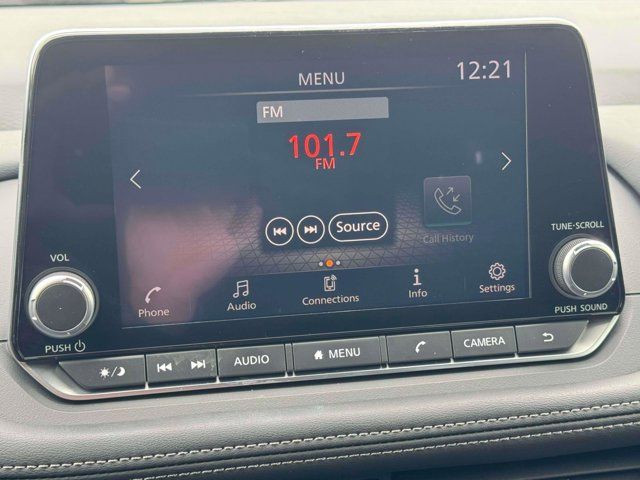 MENU
12:21
FM
101.7
FM
Source
Call History
Phone
Audio
Connections
Info
Settings
VOL
PUSH
TUNE·SCROLL
PUSH SOUND
AUDIO
MENU
CAMERA